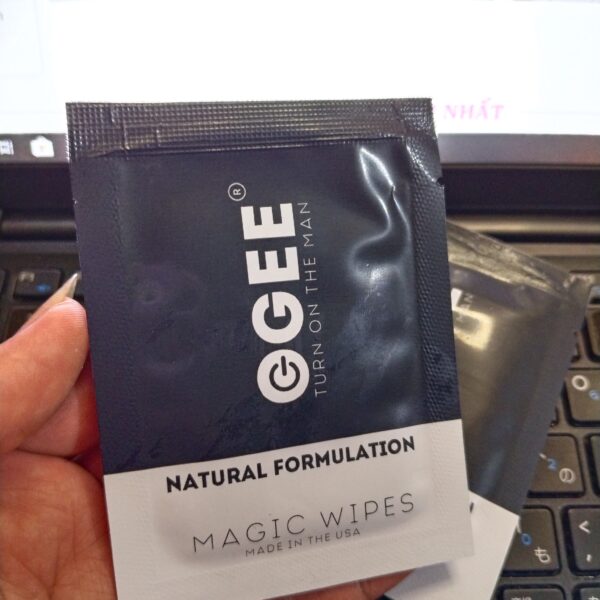 NHẤT
OGEE®
TURN ON THE MAN
NATURAL FORMULATION
MAGIC WIPES
MADE IN THE USA